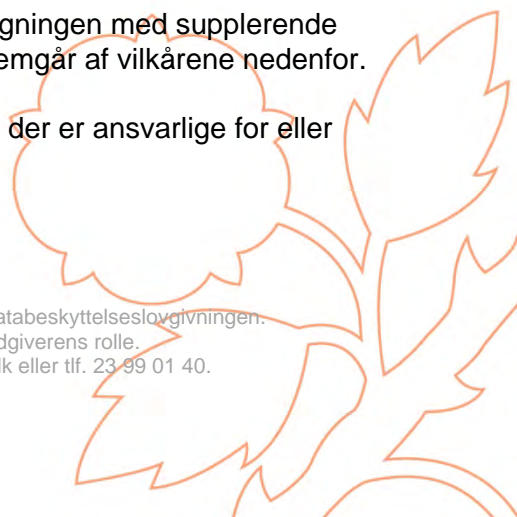 gningen med supplerende
emgår af vilkårene nedenfor.
der er ansvarlige for eller
atabeskyttelseslovgivningen.
dgiverens rolle.
lk eller tlf. 23 99 01 40.